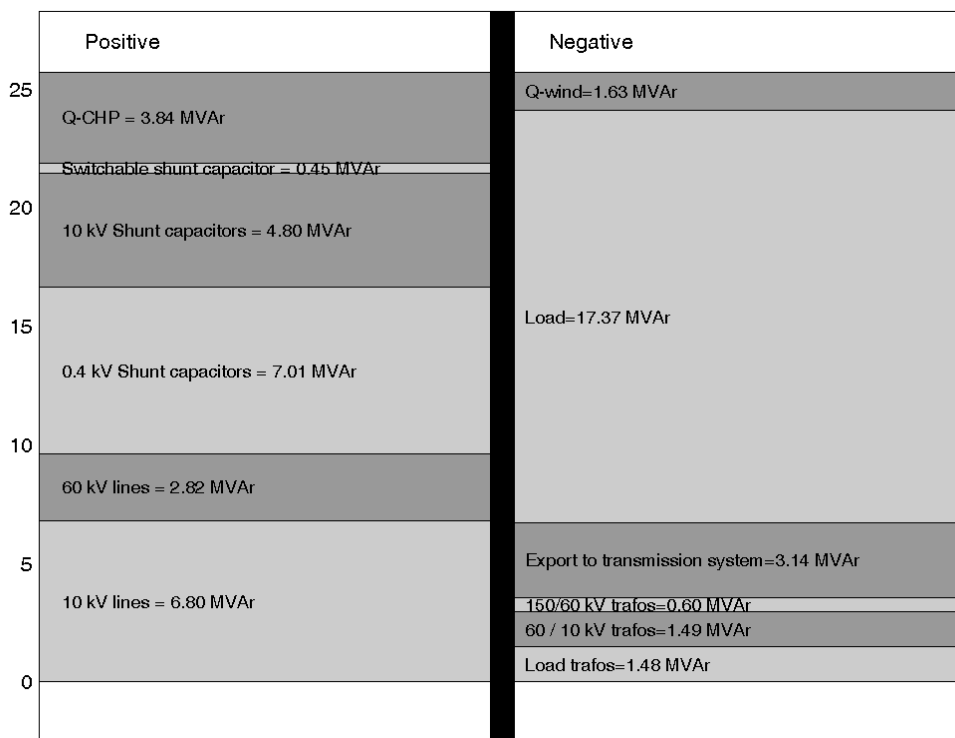 Positive
Negative
25
20
15
10
5
0
Q-CHP = 3.84 MVAr
Switchable shunt capacitor = 0.45 MVAr
10 kV Shunt capacitors = 4.80 MVAr
0.4 kV Shunt capacitors = 7.01 MVAr
60 kV lines = 2.82 MVAr
10 kV lines = 6.80 MVAr
Q-wind=1.63 MVAr
Load=17.37 MVAr
Export to transmission system=3.14 MVAr
150/60 kV trafos=0.60 MVAr
60 / 10 kV trafos=1.49 MVAr
Load trafos=1.48 MVAr